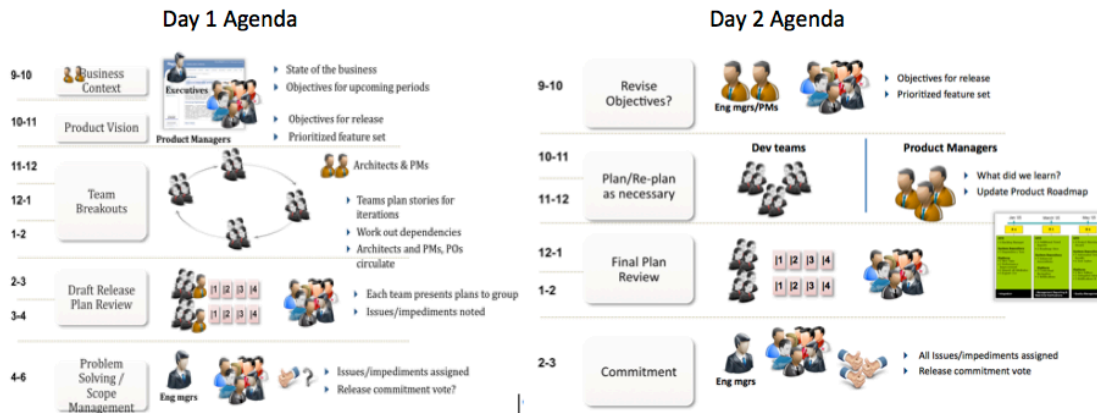 Day 1 Agenda
9-10
Business
Context
Executives
State of the business
Objectives for upcoming periods
10-11
Product Vision
Product Managers
Objectives for release
Prioritized feature set
11-12
12-1
1-2
Team
Breakouts
Architects & PMs
Teams plan stories for
iterations
Work out dependencies
Architects and PMs, POs
circulate
2-3
3-4
Draft Release
Plan Review
|1 |2 |3 |4
|1 |2 |3 |4
Each team presents plans to group
Issues/impediments noted
4-6
Problem
Solving /
Scope
Management
Eng mgrs
?
Issues/impediments assigned
Release commitment vote?
Day 2 Agenda
9-10
Revise
Objectives?
Eng mgrs/PMs
Objectives for release
Prioritized feature set
10-11
11-12
Plan/Re-plan
as necessary
Dev teams
Product Managers
What did we learn?
Update Product Roadmap
12-1
1-2
Final Plan
Review
|1 |2 |3 |4
|1 |2 |3 |4
2-3
Commitment
Eng mgrs
All Issues/impediments assigned
Release commitment vote